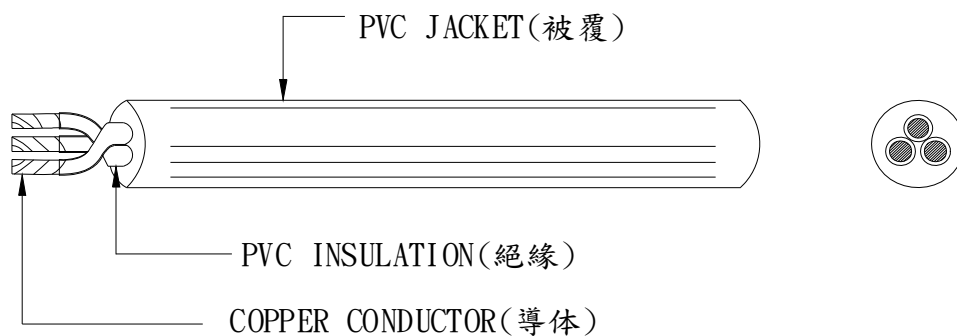 PVC JACKET(被覆)
PVC INSULATION(絕緣)
COPPER CONDUCTOR(導体)